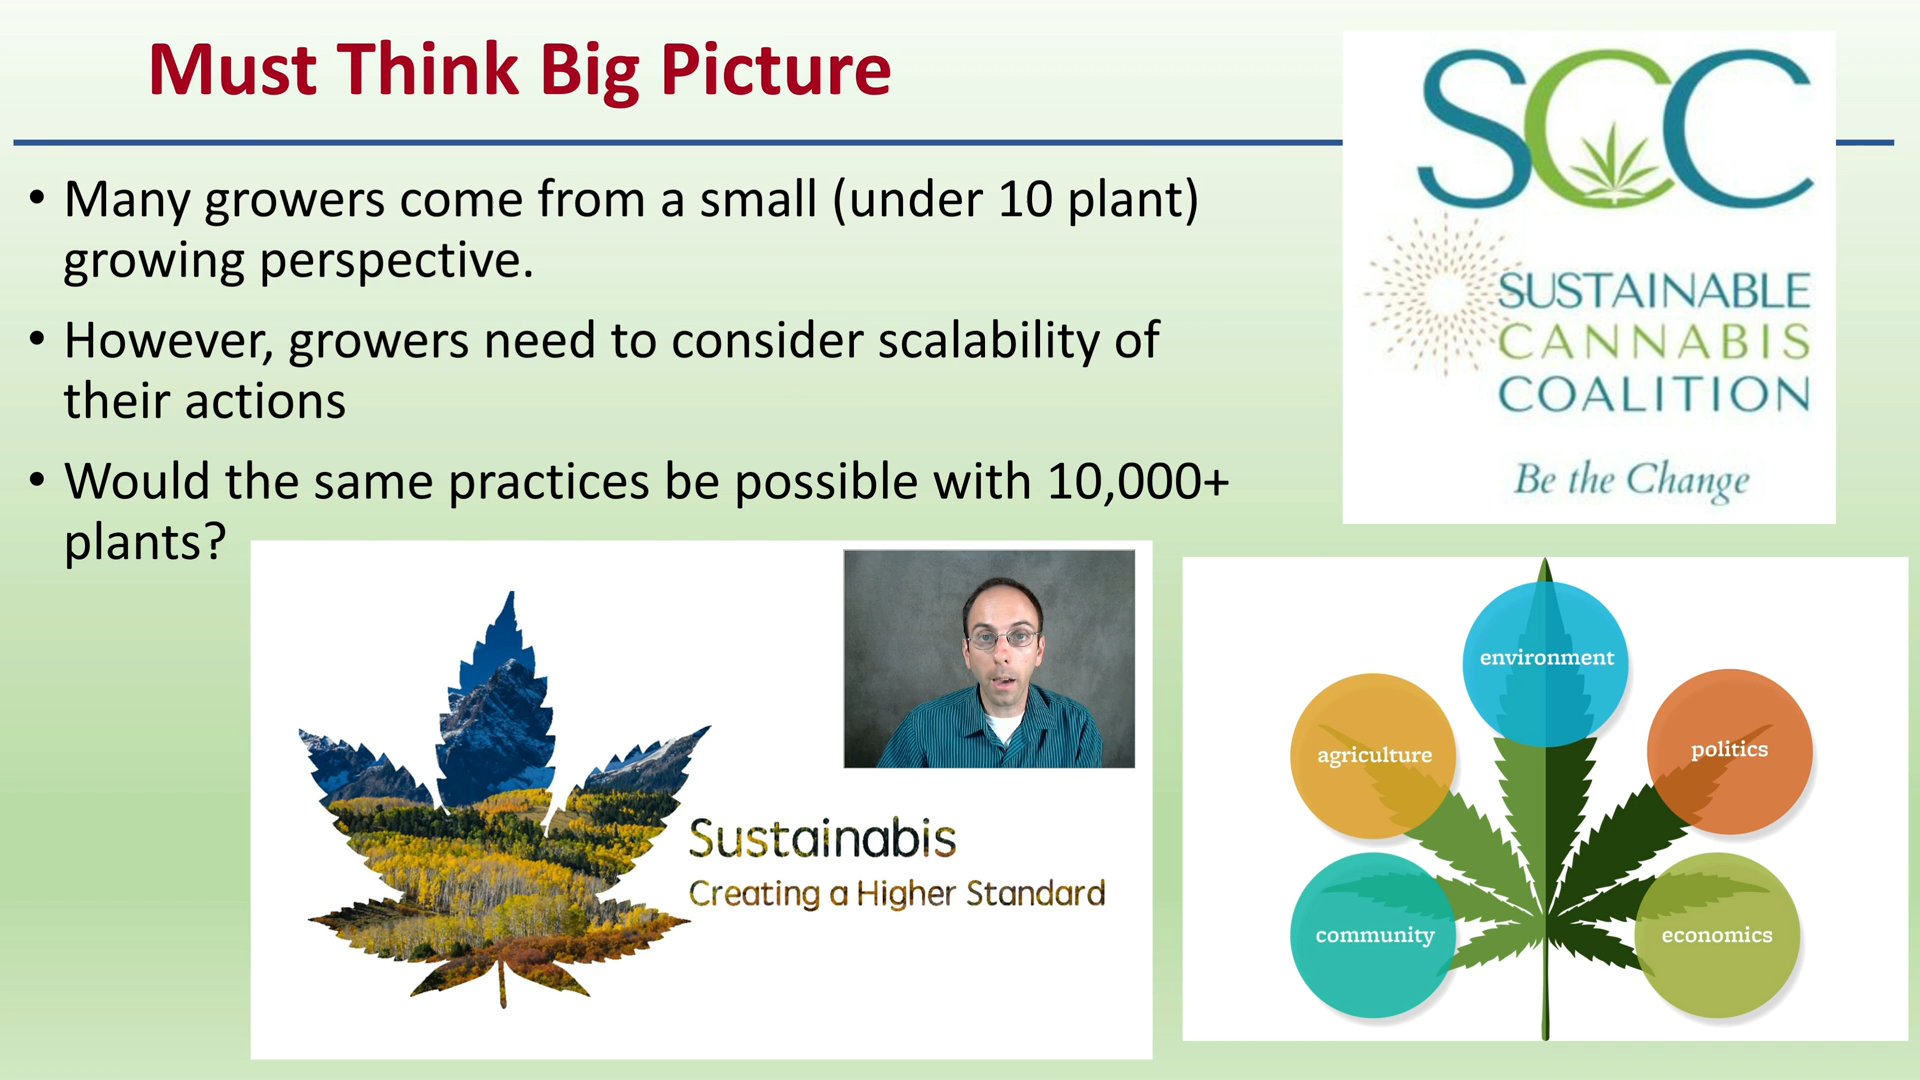 Must Think Big Picture
• Many growers come from a small (under 10 plant)
growing perspective.
• However, growers need to consider scalability of
their actions
• Would the same practices be possible with 10,000+
plants?
SCC
SUSTAINABLE
CANNABIS
COALITION
Be the Change
Sustainabis
Creating a Higher Standard
environment
agriculture
politics
community
economics